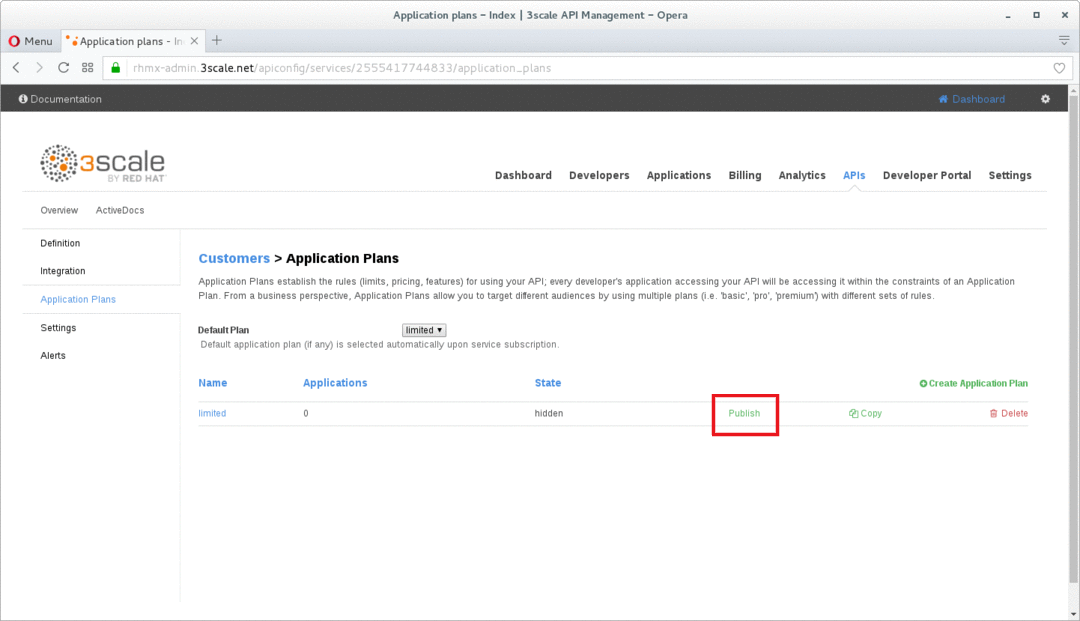 Application plans – Index | 3scale API Management – Opera
Menu
Application plans - In
rhmx-admin.3scale.net/apiconfig/services/2555417744833/application_plans
Documentation
Dashboard
3scale
BY RED HAT
Dashboard Developers Applications Billing Analytics APIs Developer Portal Settings
Overview ActiveDocs
Definition
Integration
Application Plans
Settings
Alerts
Customers > Application Plans
Application Plans establish the rules (limits, pricing, features) for using your API; every developer's application accessing your API will be accessing it within the constraints of an Application
Plan. From a business perspective, Application Plans allow you to target different audiences by using multiple plans (i.e. 'basic', 'pro', 'premium') with different sets of rules.
Default Plan limited
Default application plan (if any) is selected automatically upon service subscription.
Name Applications State Create Application Plan
limited 0 hidden Publish Copy Delete